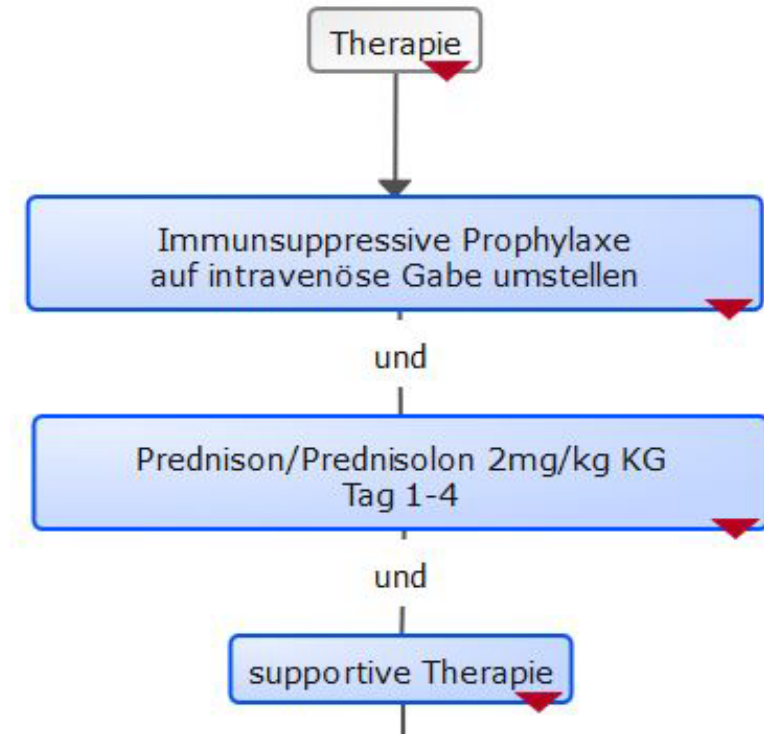 Therapie
Immunsuppressive Prophylaxe
auf intravenöse Gabe umstellen
und
Prednison/Prednisolon 2mg/kg KG
Tag 1-4
und
supportive Therapie